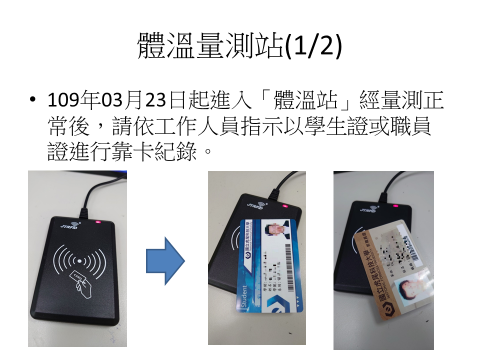 體溫量測站(1/2)
• 109年03月23日起進入「體溫站」經量測正
常後，請依工作人員指示以學生證或職員
證進行靠卡紀錄。
Student